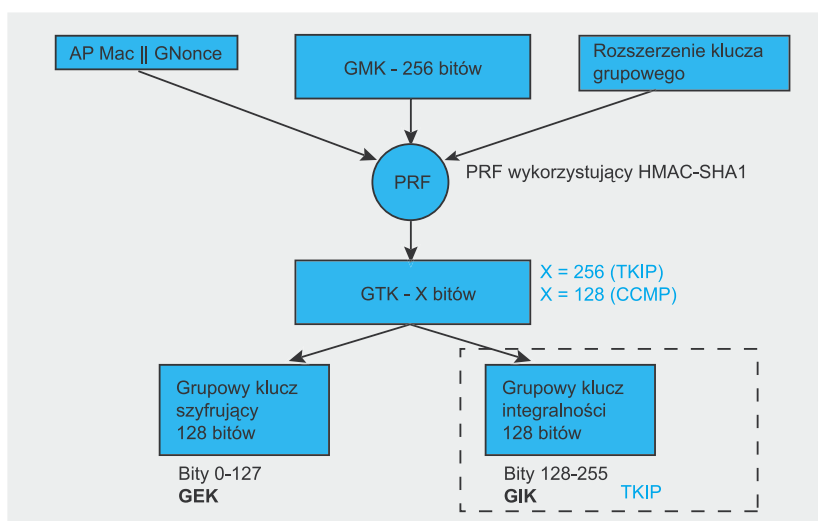 AP Mac || GNonce
GMK - 256 bitów
Rozszerzenie klucza
grupowego
PRF
PRF wykorzystujący HMAC-SHA1
GTK - X bitów
X = 256 (TKIP)
X = 128 (CCMP)
Grupowy klucz
szyfrujący
128 bitów
Grupowy klucz
integralności
128 bitów
Bity 0-127
GEK
Bity 128-255
GIK
TKIP